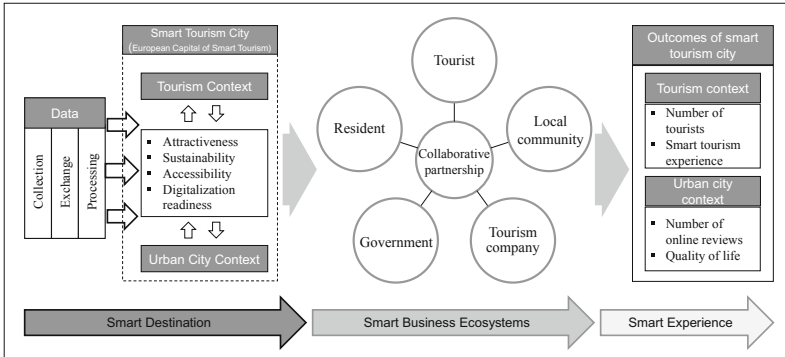 Smart Tourism City
(European Capital of Smart Tourism)
Tourism Context
Data
Collection
Exchange
Processing
▪ Attractiveness
▪ Sustainability
▪ Accessibility
▪ Digitalization
readiness
Urban City Context
Tourist
Resident
Local
community
Collaborative
partnership
Government
Tourism
company
Outcomes of smart
tourism city
Tourism context
▪ Number of
tourists
▪ Smart tourism
experience
Urban city
context
▪ Number of
online reviews
▪ Quality of life
Smart Destination
Smart Business Ecosystems
Smart Experience